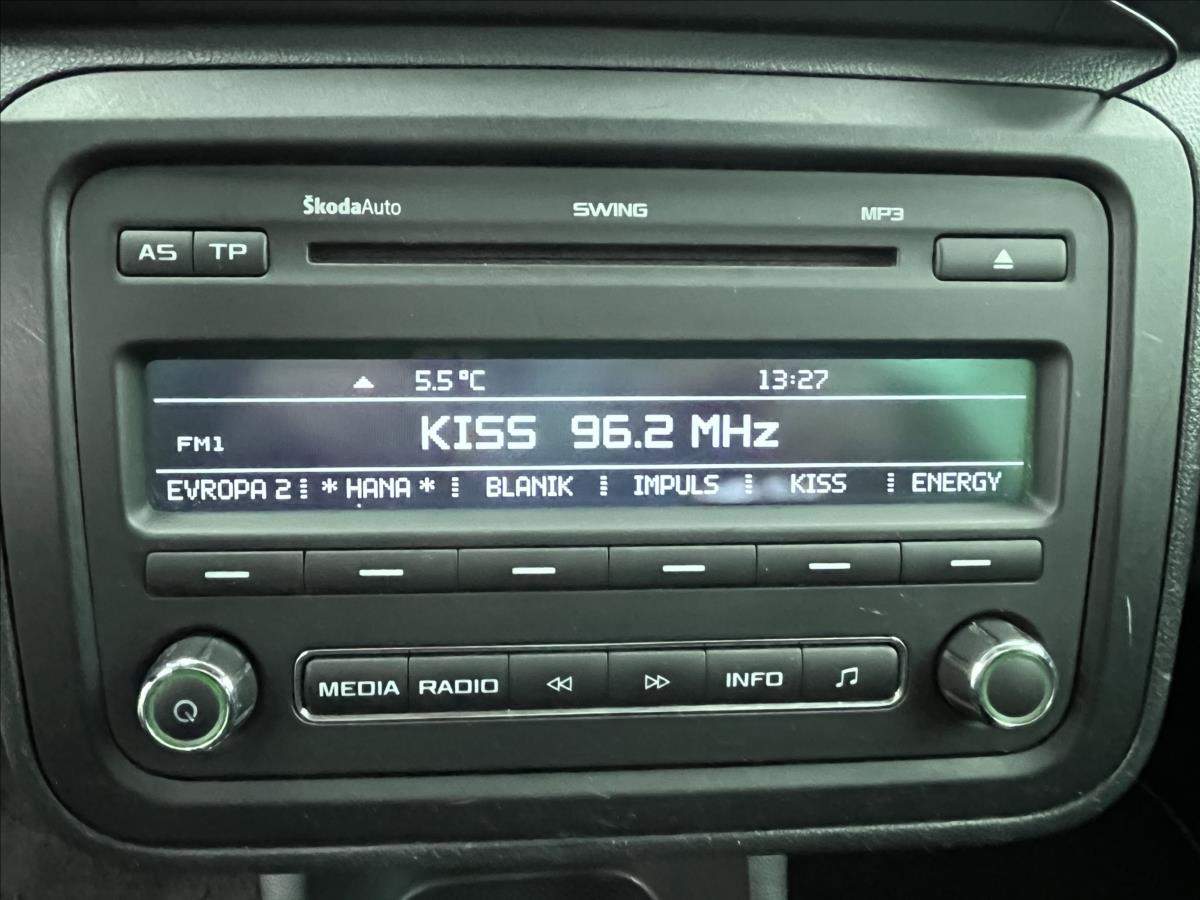 ŠkodaAuto SWING MP3
AS TP
5.5°C 13:27
FM1 KISS 96.2 MHz
EVROPA 2 * HANA * BLANIK IMPULS KISS ENERGY
MEDIA RADIO INFO